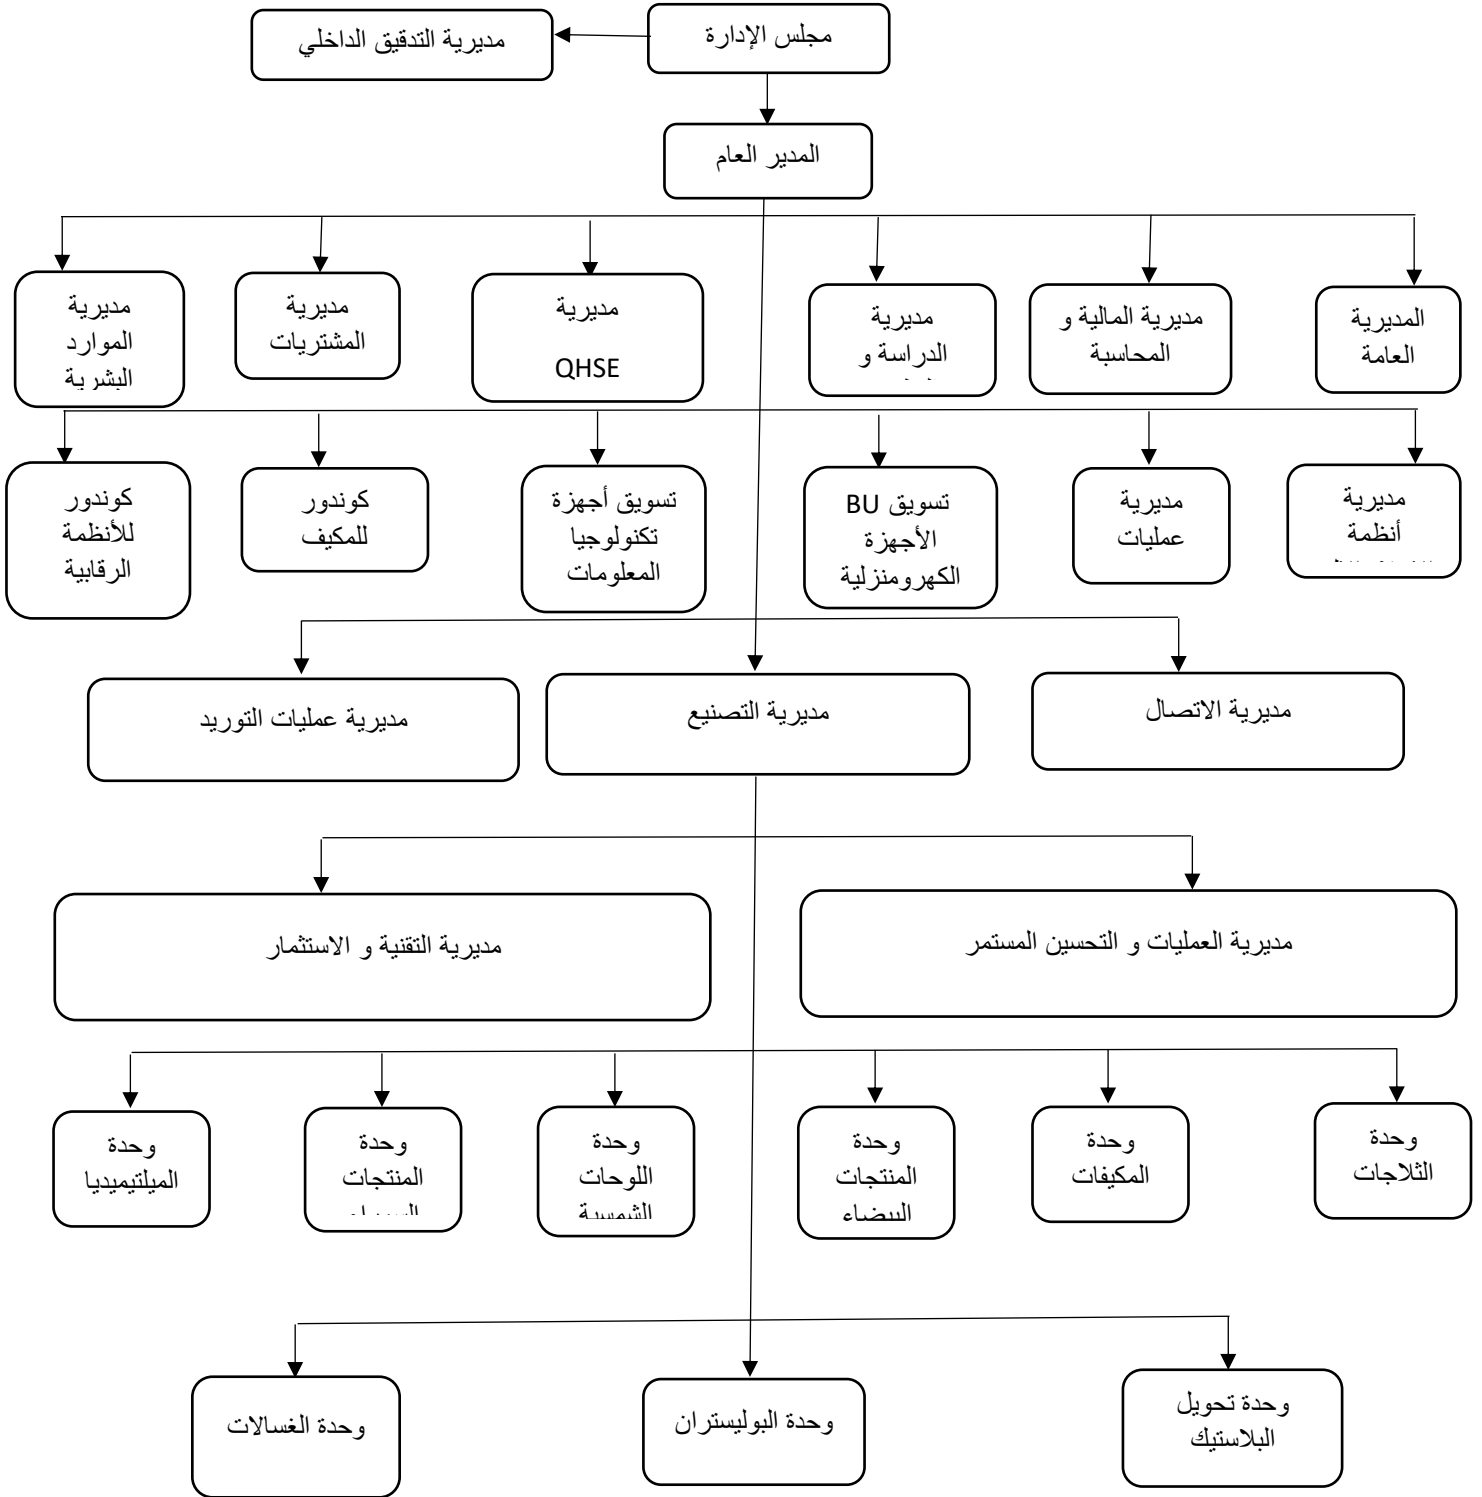 مجلس الإدارة
مديرية التدقيق الداخلي
المدير العام
المديرية
العامة
مديرية المالية و
المحاسبة
مديرية
الدراسة و
مديرية
QHSE
مديرية
المشتريات
مديرية
الموارد
البشرية
مديرية
أنظمة
مديرية
عمليات
تسويق BU
الأجهزة
الكهرومنزلية
تسويق أجهزة
تكنولوجيا
المعلومات
كوندور
للمكيف
كوندور
للأنظمة
الرقابية
مديرية الاتصال
مديرية التصنيع
مديرية عمليات التوريد
مديرية العمليات و التحسين المستمر
مديرية التقنية و الاستثمار
وحدة
الثلاجات
وحدة
المكيفات
وحدة
المنتجات
البيضاء
وحدة
اللوحات
الشمسية
وحدة
المنتجات
وحدة
الميلتيميديا
وحدة تحويل
البلاستيك
وحدة البوليستران
وحدة الغسالات